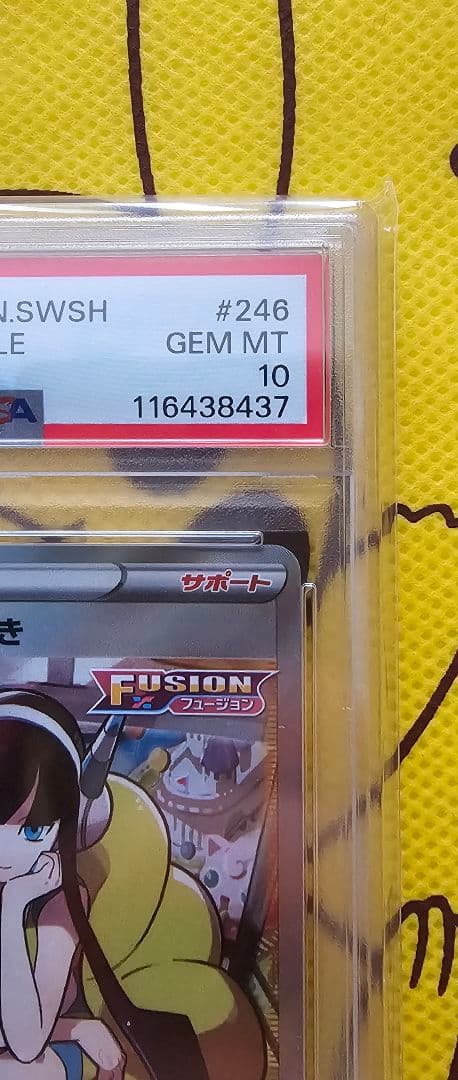 N.SWSH #246
LE GEM MT
10
SA 116438437
サポート
き
FUSION
フュージョン